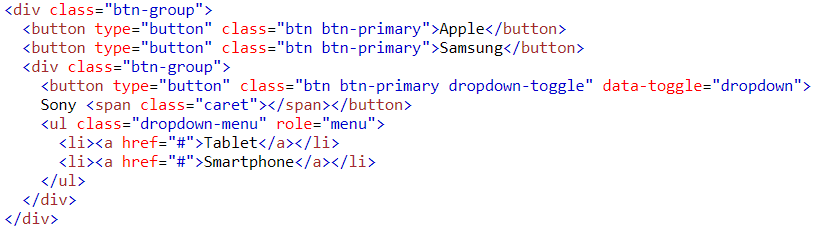 <div class="btn-group">
  <button type="button" class="btn btn-primary">Apple</button>
  <button type="button" class="btn btn-primary">Samsung</button>
  <div class="btn-group">
    <button type="button" class="btn btn-primary dropdown-toggle" data-toggle="dropdown">
    Sony <span class="caret"></span></button>
    <ul class="dropdown-menu" role="menu">
      <li><a href="#">Tablet</a></li>
      <li><a href="#">Smartphone</a></li>
    </ul>
  </div>
</div>